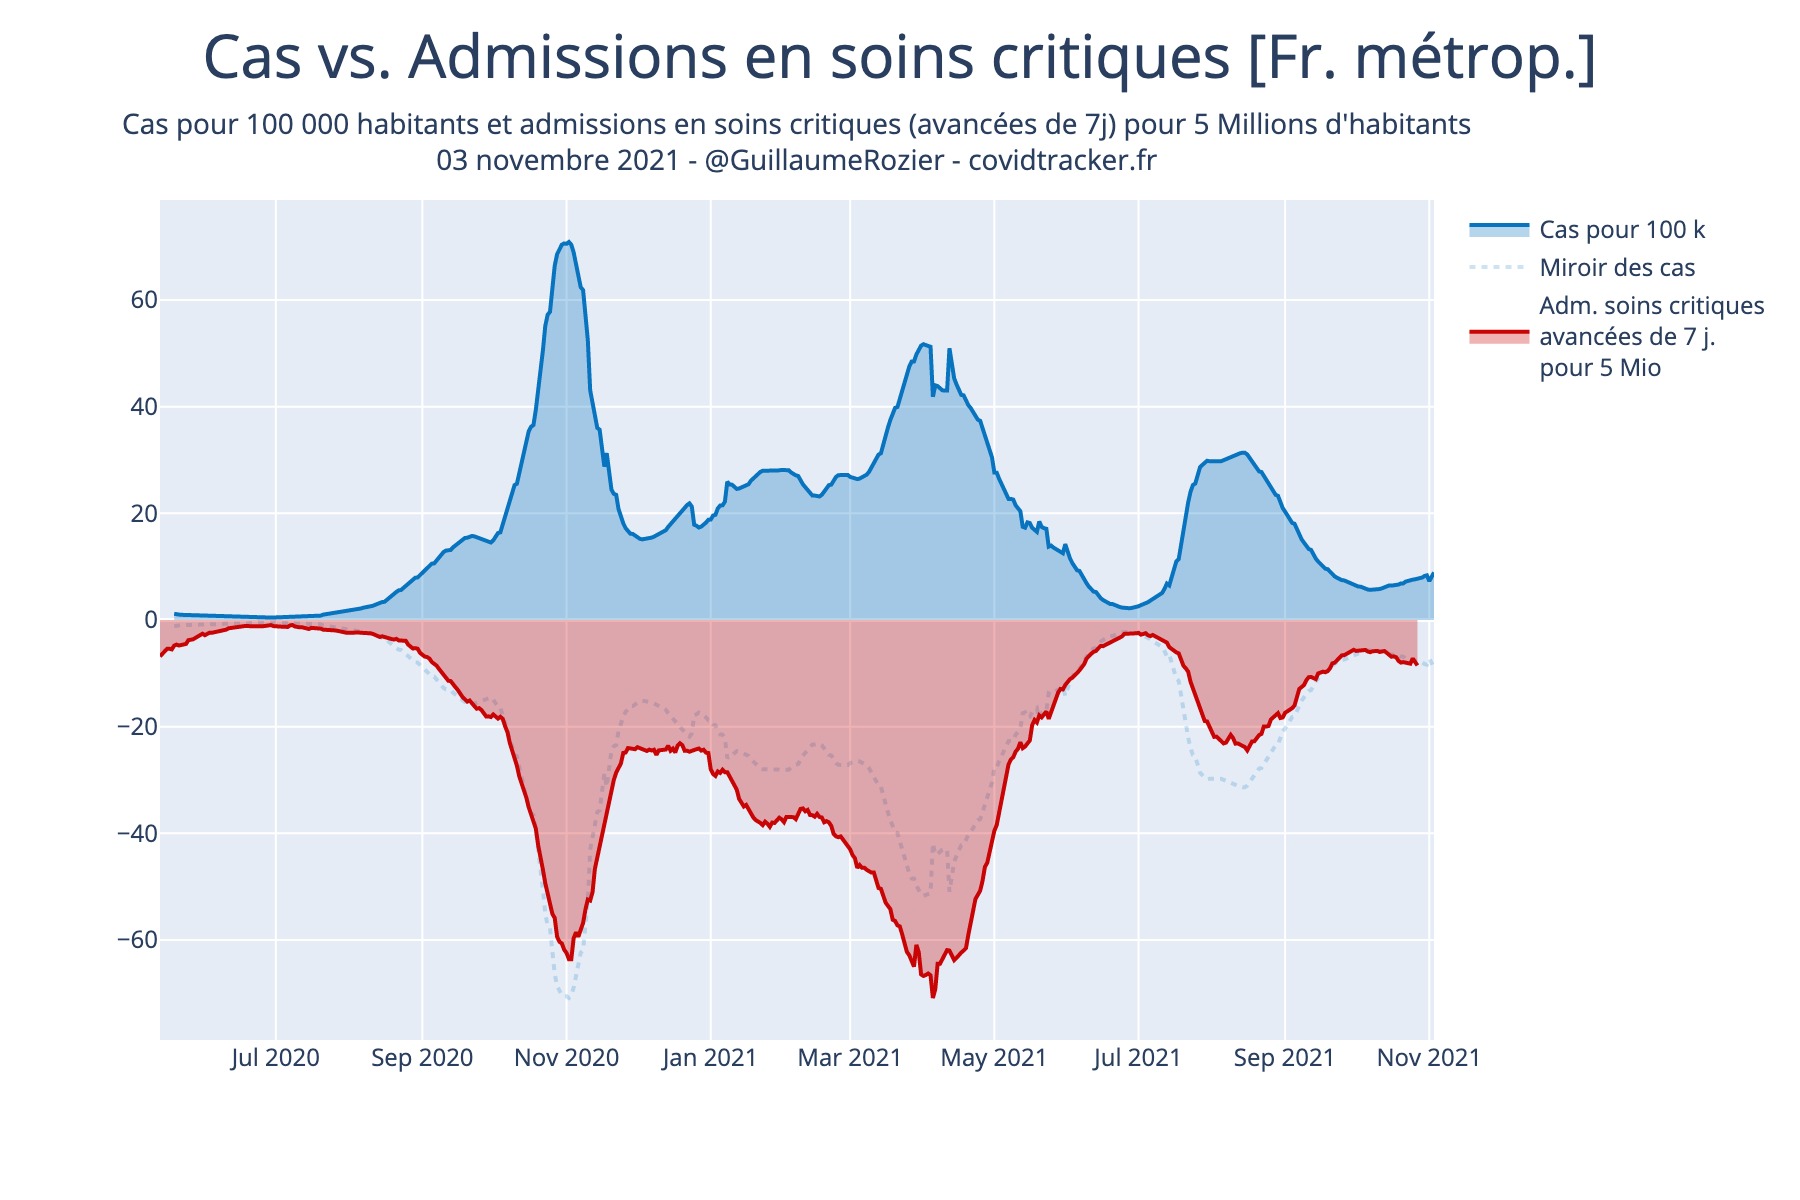 Cas vs. Admissions en soins critiques [Fr. métrop.]
Cas pour 100 000 habitants et admissions en soins critiques (avancées de 7j) pour 5 Millions d'habitants
03 novembre 2021 - @GuillaumeRozier - covidtracker.fr
Cas pour 100 k
Miroir des cas
Adm. soins critiques
avancées de 7 j.
pour 5 Mio
60
40
20
0
−20
−40
−60
Jul 2020
Sep 2020
Nov 2020
Jan 2021
Mar 2021
May 2021
Jul 2021
Sep 2021
Nov 2021